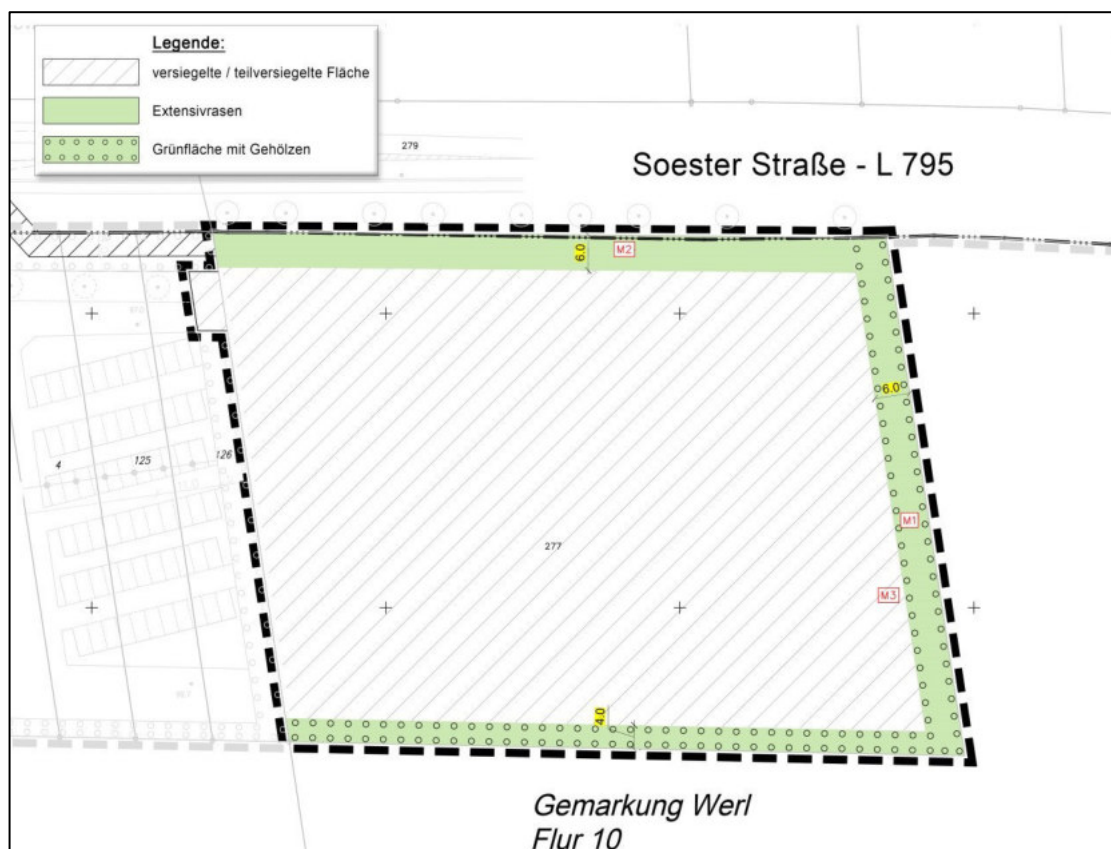 Legende:
versiegelte / teilversiegelte Fläche
Extensivrasen
Grünfläche mit Gehölzen
279
Soester Straße - L 795
6.0
M2
6.0
4
125
126
M1
277
M3
4.0
Gemarkung Werl
Flur 10